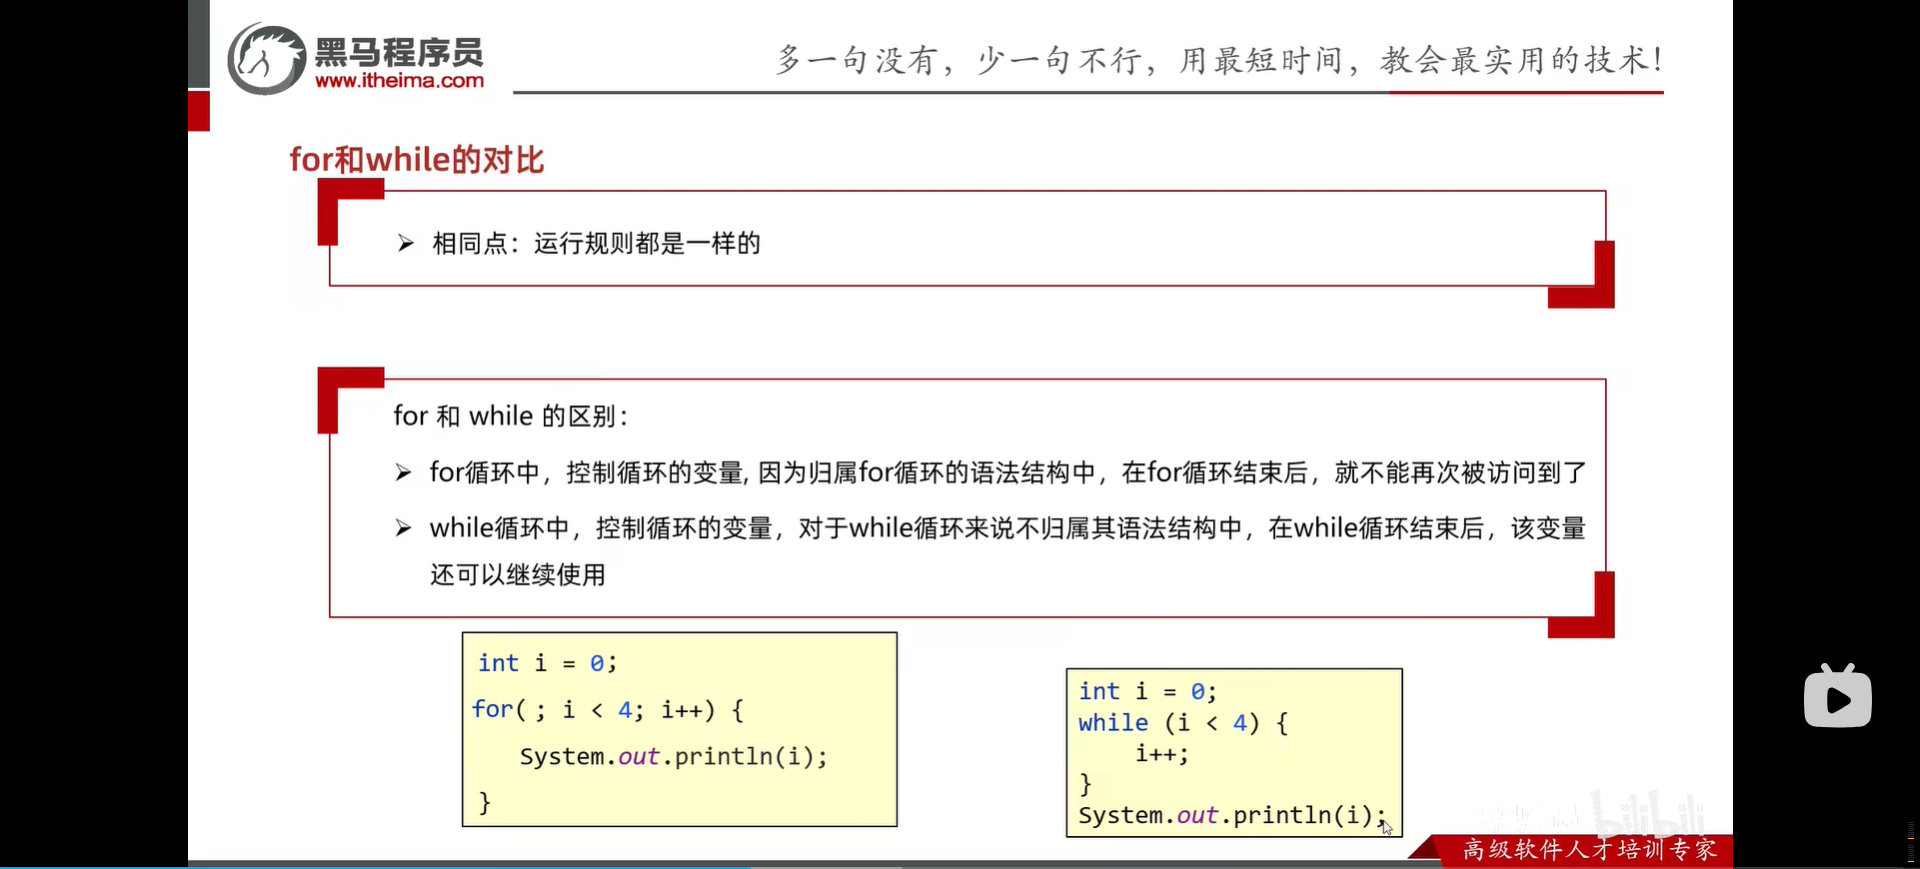 黑马程序员
www.itheima.com
多一句没有，少一句不行，用最短时间，教会最实用的技术！
for和while的对比
➢ 相同点：运行规则都是一样的
for 和 while 的区别：
➢ for循环中，控制循环的变量, 因为归属for循环的语法结构中，在for循环结束后，就不能再次被访问到了
➢ while循环中，控制循环的变量，对于while循环来说不归属其语法结构中，在while循环结束后，该变量
还可以继续使用
int i = 0;
for( ; i < 4; i++) {
System.out.println(i);
}
int i = 0;
while (i < 4) {
i++;
}
System.out.println(i);
bilibili
高级软件人才培训专家